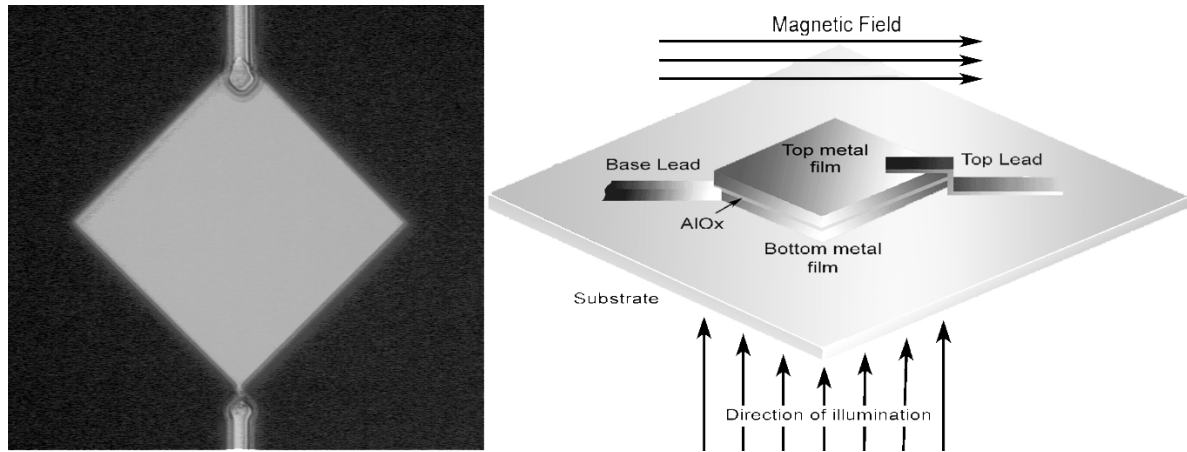 Magnetic Field
Top metal
film
Base Lead
Top Lead
AlOx
Bottom metal
film
Substrate
Direction of illumination